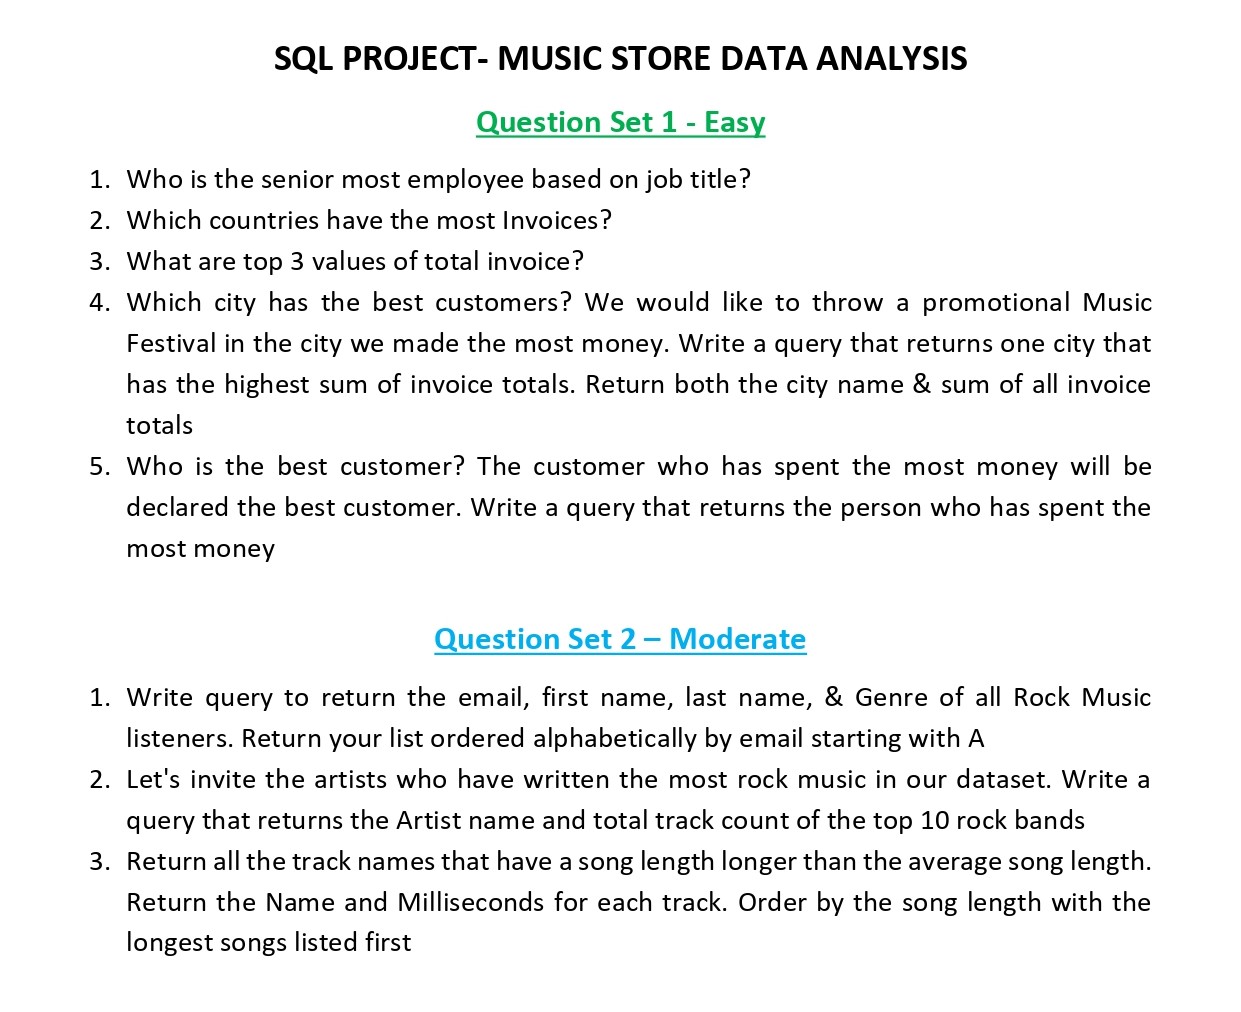 SQL PROJECT- MUSIC STORE DATA ANALYSIS
Question Set 1 - Easy
1. Who is the senior most employee based on job title?
2. Which countries have the most Invoices?
3. What are top 3 values of total invoice?
4. Which city has the best customers? We would like to throw a promotional Music
Festival in the city we made the most money. Write a query that returns one city that
has the highest sum of invoice totals. Return both the city name & sum of all invoice
totals
5. Who is the best customer? The customer who has spent the most money will be
declared the best customer. Write a query that returns the person who has spent the
most money
Question Set 2 – Moderate
1. Write query to return the email, first name, last name, & Genre of all Rock Music
listeners. Return your list ordered alphabetically by email starting with A
2. Let's invite the artists who have written the most rock music in our dataset. Write a
query that returns the Artist name and total track count of the top 10 rock bands
3. Return all the track names that have a song length longer than the average song length.
Return the Name and Milliseconds for each track. Order by the song length with the
longest songs listed first